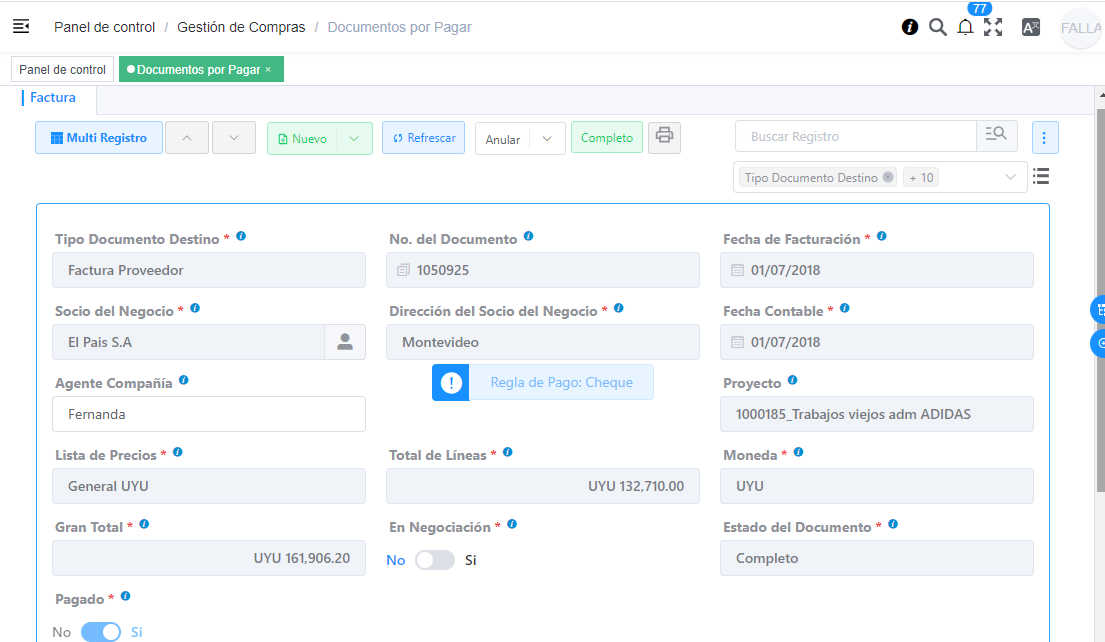 77
Panel de control / Gestión de Compras / Documentos por Pagar
FALLA
Panel de control
Documentos por Pagar ×
Factura
Multi Registro
Nuevo
Refrescar
Anular
Completo
Buscar Registro
Tipo Documento Destino
+ 10
Tipo Documento Destino *
No. del Documento
Fecha de Facturación *
Factura Proveedor
1050925
01/07/2018
Socio del Negocio *
Dirección del Socio del Negocio *
Fecha Contable *
El Pais S.A
Montevideo
01/07/2018
Agente Compañía
Regla de Pago: Cheque
Proyecto
Fernanda
1000185_Trabajos viejos adm ADIDAS
Lista de Precios *
Total de Líneas *
Moneda *
General UYU
UYU 132,710.00
UYU
Gran Total *
En Negociación *
Estado del Documento *
UYU 161,906.20
No Si
Completo
Pagado *
No Si